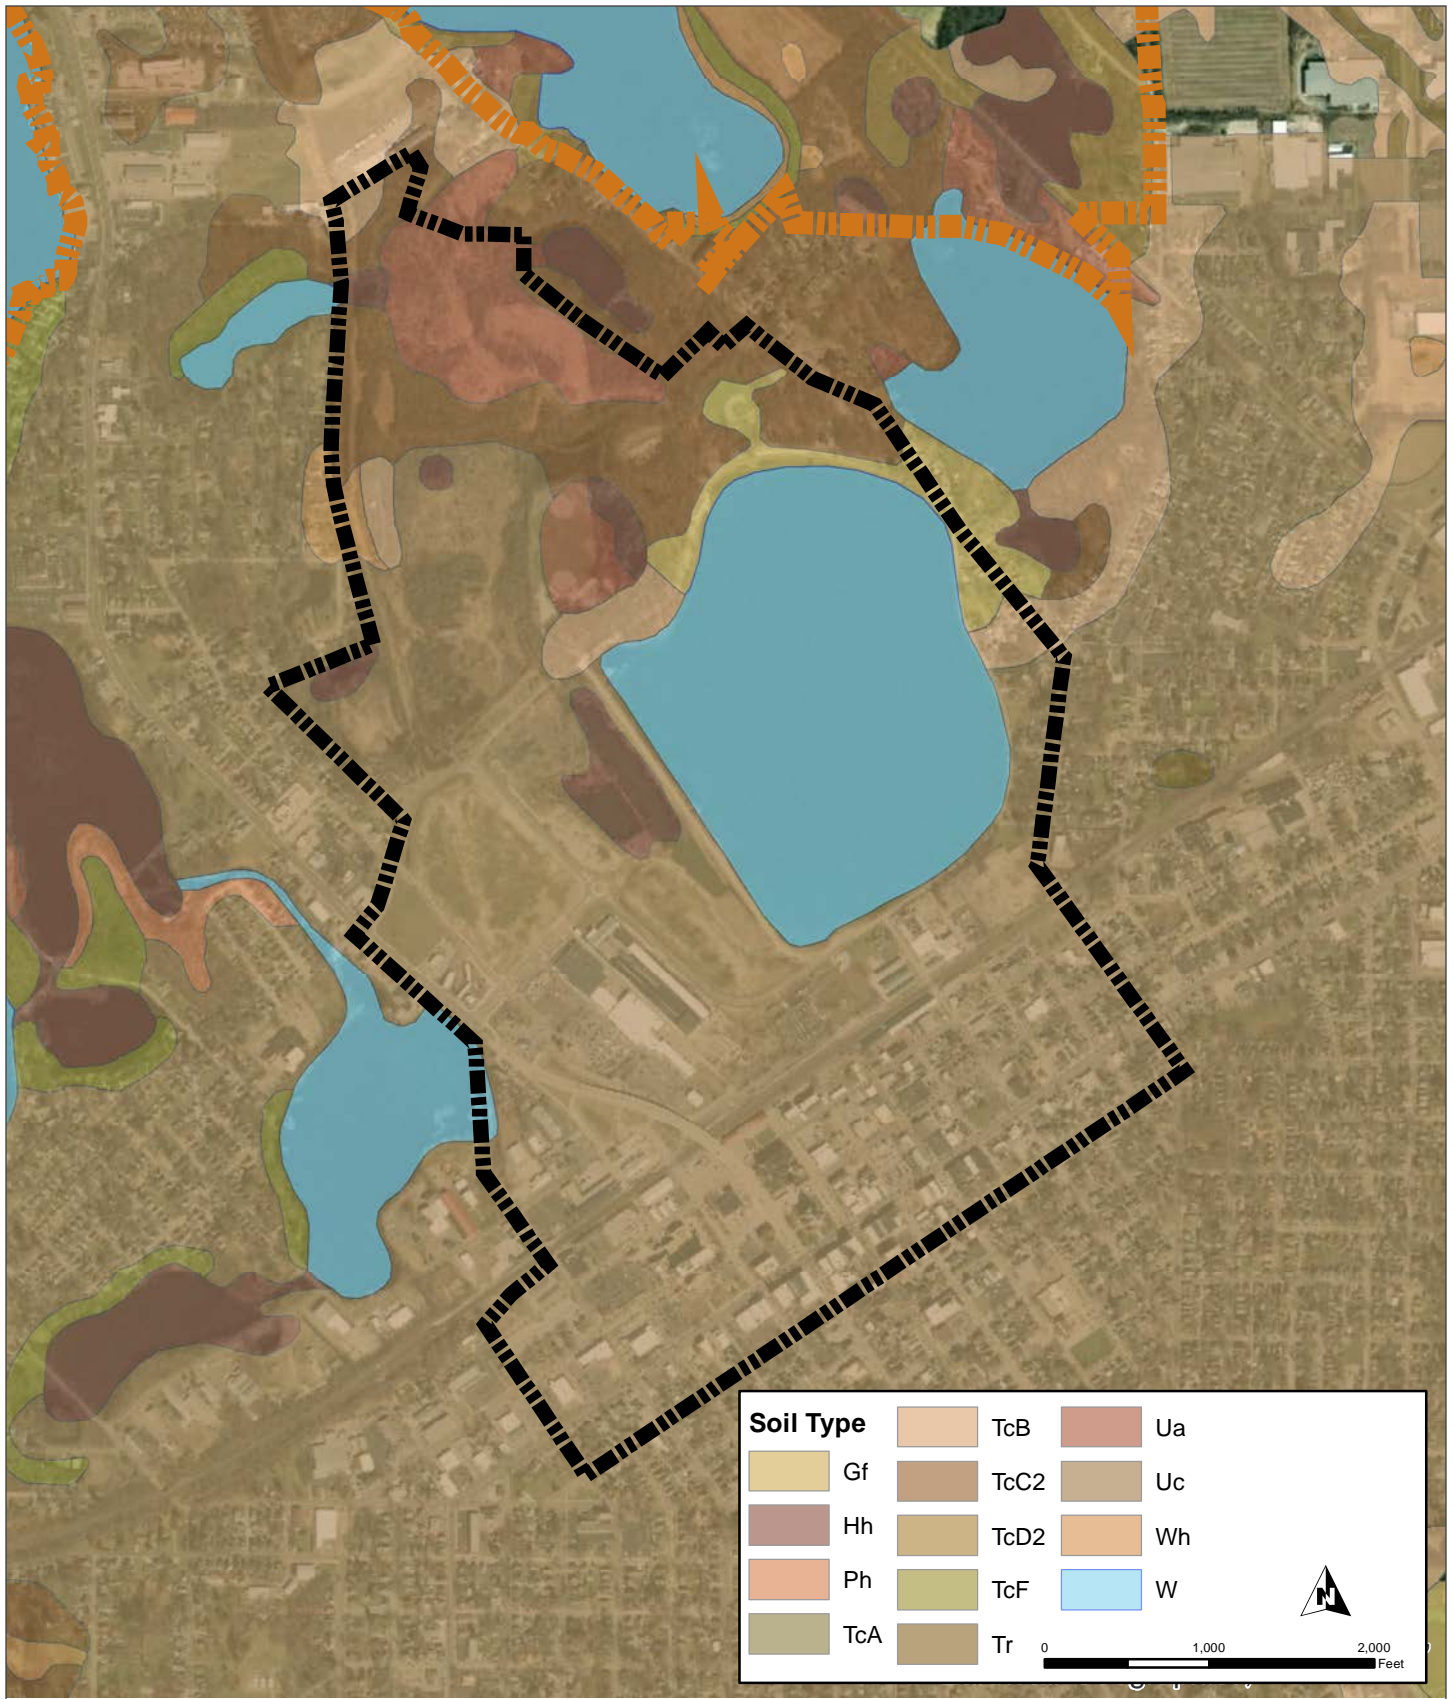 Soil Type
Gf
Hh
Ph
TcA
TcB
TcC2
TcD2
TcF
Tr
Ua
Uc
Wh
W
N
0 1,000 2,000
Feet